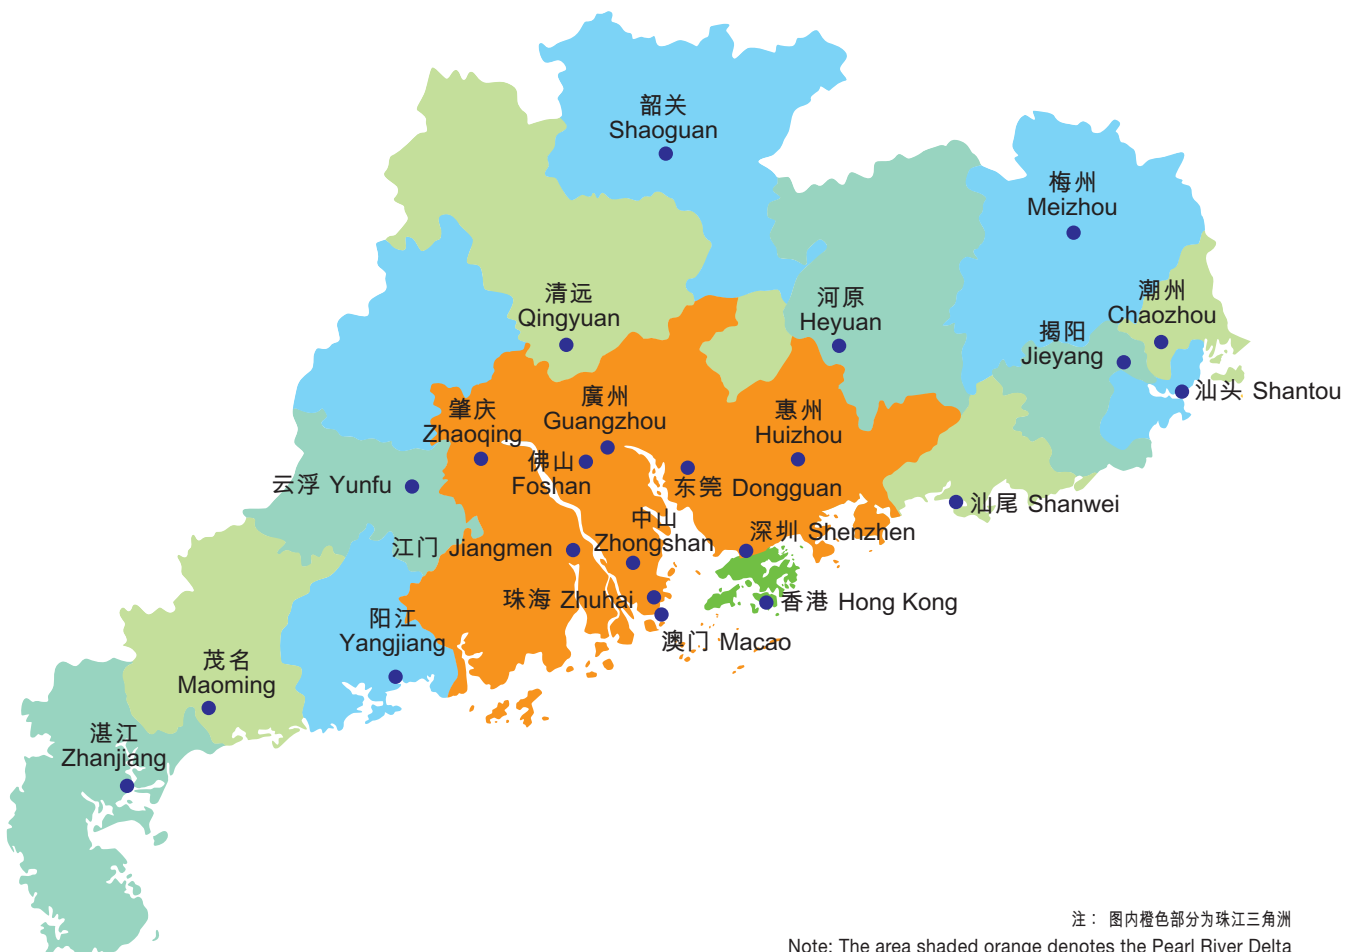 韶关
Shaoguan
梅州
Meizhou
清远
Qingyuan
河原
Heyuan
潮州
Chaozhou
揭阳
Jieyang
汕头 Shantou
肇庆
Zhaoqing
廣州
Guangzhou
惠州
Huizhou
佛山
Foshan
云浮 Yunfu
东筦 Dongguan
汕尾 Shanwei
中山
Zhongshan
深圳 Shenzhen
江门 Jiangmen
珠海 Zhuhai
香港 Hong Kong
阳江
Yangjiang
澳门 Macao
茂名
Maoming
湛江
Zhanjiang
注： 图内橙色部分为珠江三角洲
Note: The area shaded orange denotes the Pearl River Delta